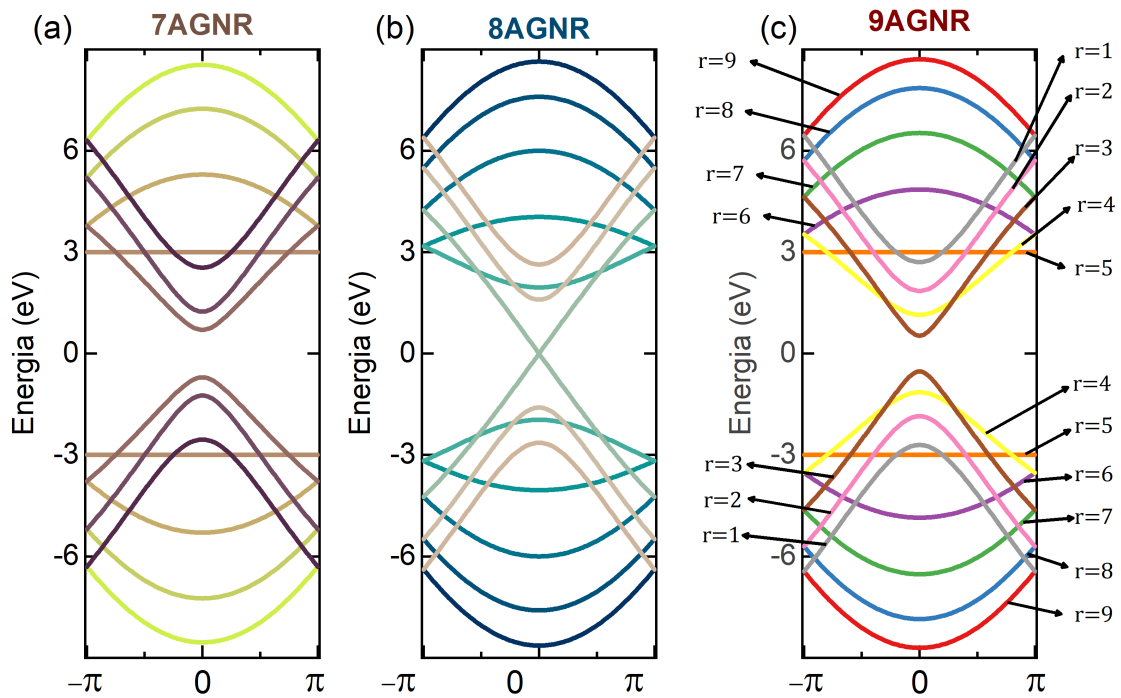 (a) 7AGNR
Energia (eV)
6
3
0
-3
-6
−π 0 π
(b) 8AGNR
Energia (eV)
6
3
0
-3
-6
−π 0 π
(c) 9AGNR
Energia (eV)
6
3
0
-3
-6
−π 0 π
r=9
r=8
r=7
r=6
r=1
r=2
r=3
r=4
r=5
r=3
r=2
r=1
r=4
r=5
r=6
r=7
r=8
r=9